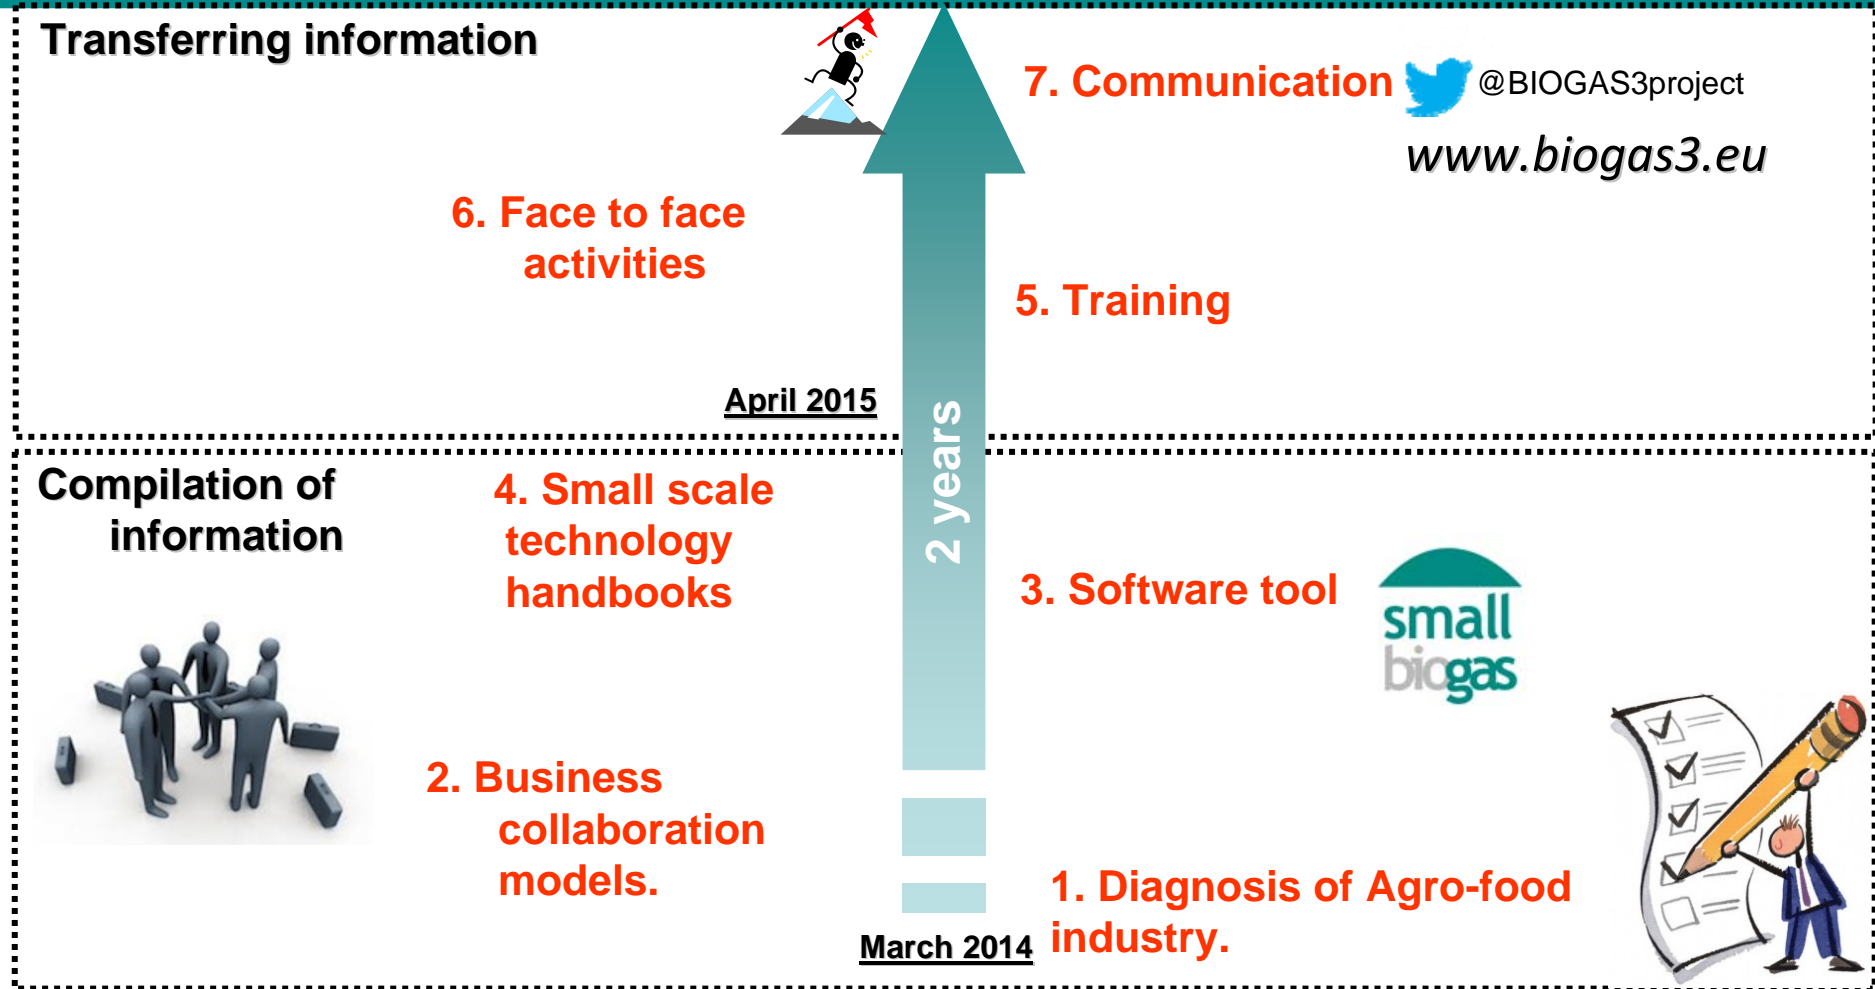 Transferring information
7. Communication
@BIOGAS3project
www.biogas3.eu
6. Face to face
activities
5. Training
April 2015
2 years
Compilation of
information
4. Small scale
technology
handbooks
3. Software tool
small
biogas
2. Business
collaboration
models.
1. Diagnosis of Agro-food
industry.
March 2014